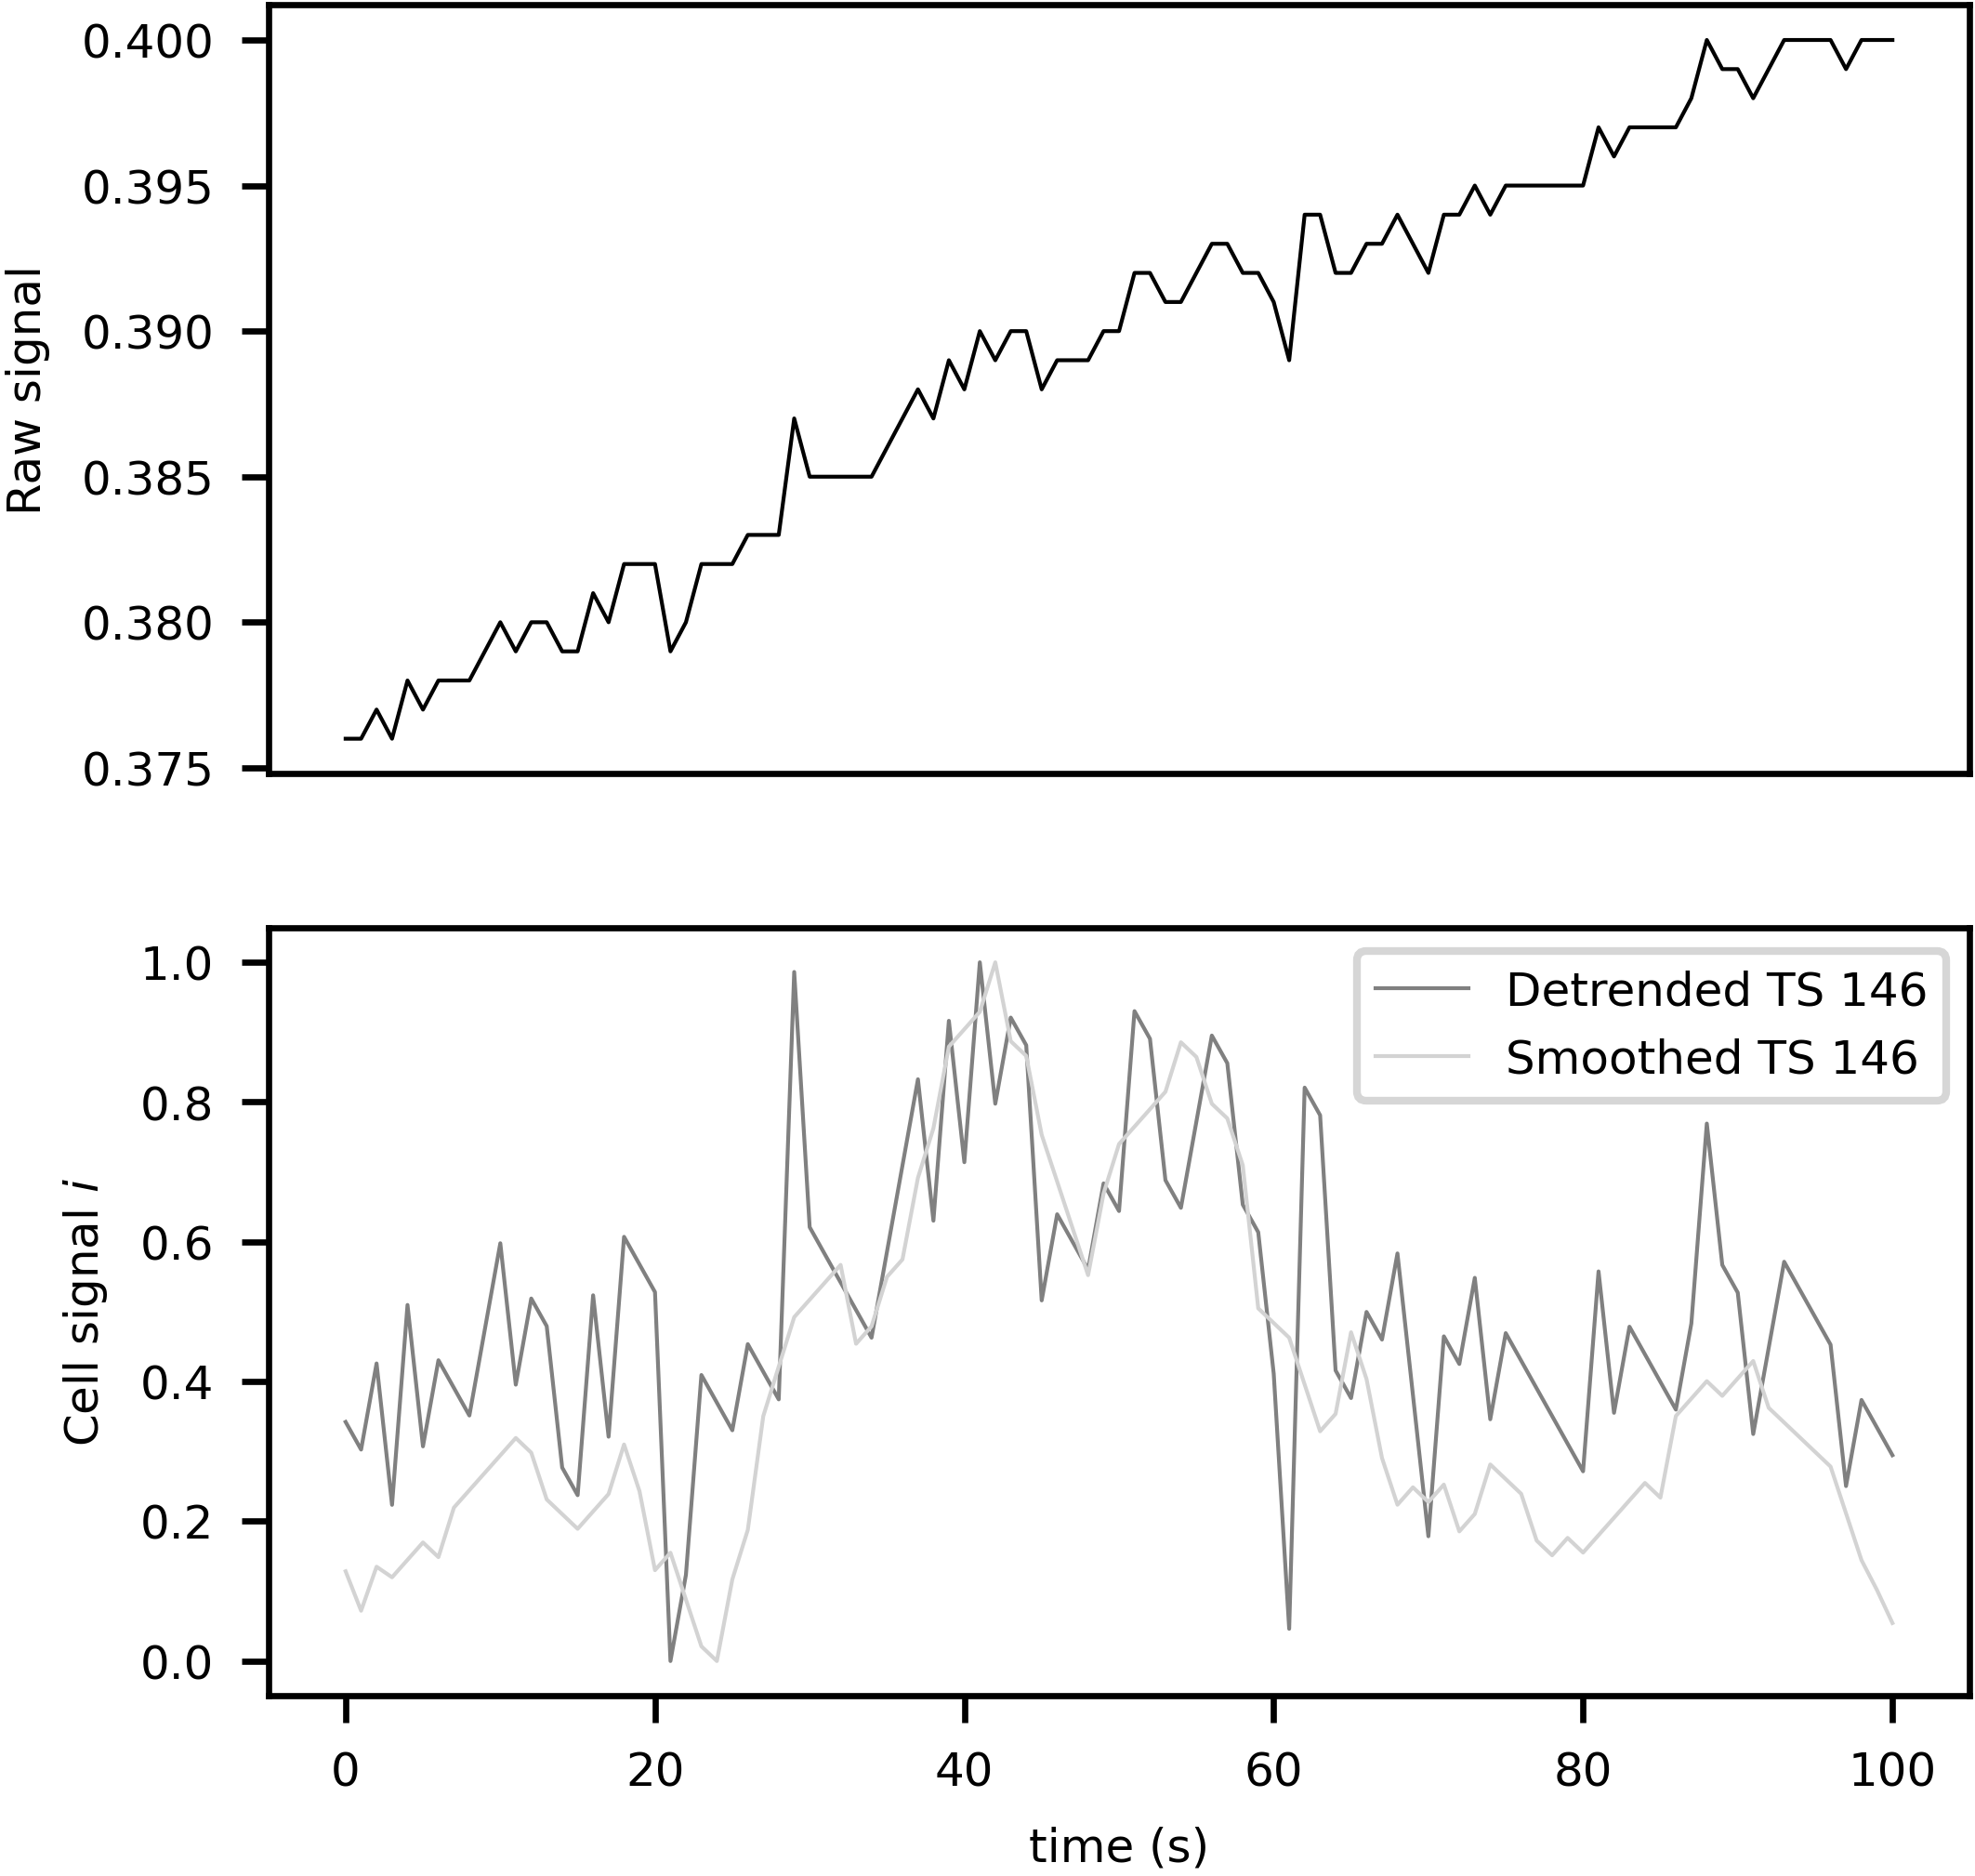 Raw signal
0.400
0.395
0.390
0.385
0.380
0.375
Cell signal i
1.0
0.8
0.6
0.4
0.2
0.0
Detrended TS 146
Smoothed TS 146
0 20 40 60 80 100
time (s)